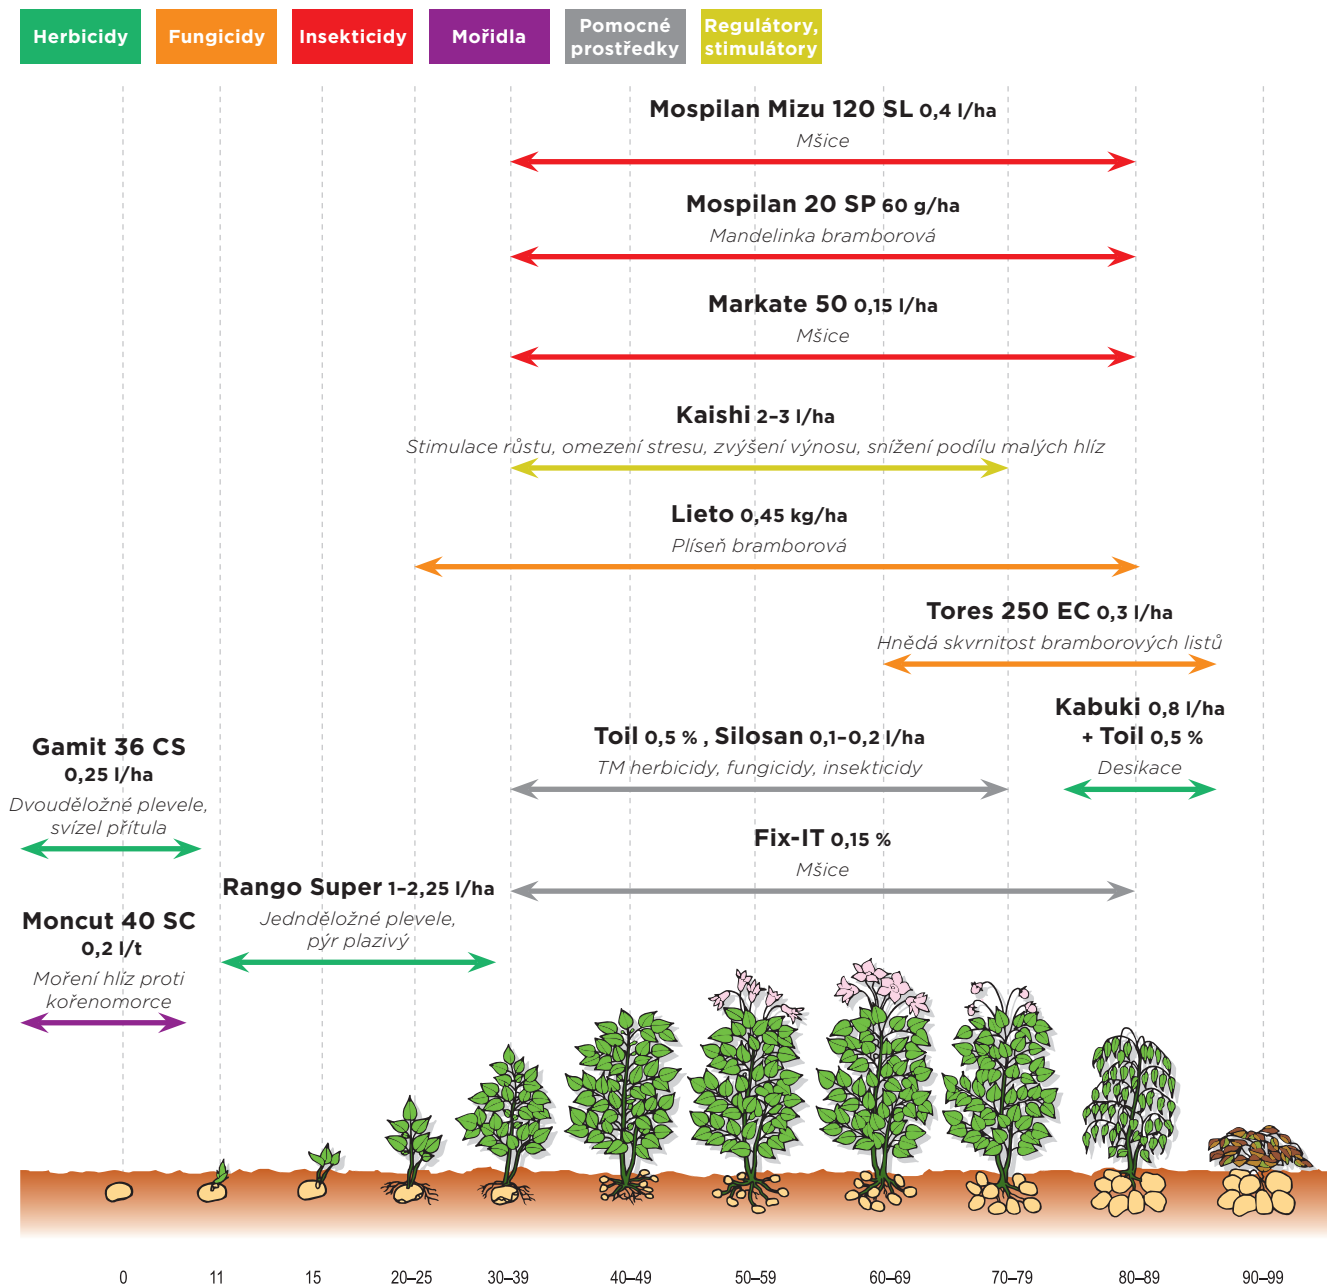 Herbicidy
Fungicidy
Insekticidy
Mořidla
Pomocné
prostředky
Regulátory,
stimulátory
Mospilan Mizu 120 SL 0,4 l/ha
Mšice
Mospilan 20 SP 60 g/ha
Mandelinka bramborová
Markate 50 0,15 l/ha
Mšice
Kaishi 2–3 l/ha
Stimulace růstu, omezení stresu, zvýšení výnosu, snížení podílu malých hlíz
Lieto 0,45 kg/ha
Plíseň bramborová
Tores 250 EC 0,3 l/ha
Hnědá skvrnitost bramborových listů
Kabuki 0,8 l/ha
+ Toil 0,5 %
Desikace
Toil 0,5 % , Silosan 0,1–0,2 l/ha
TM herbicidy, fungicidy, insekticidy
Gamit 36 CS
0,25 l/ha
Dvouděložné plevele,
svízel přítula
Fix-IT 0,15 %
Mšice
Rango Super 1–2,25 l/ha
Jednděložné plevele,
pýr plazivý
Moncut 40 SC
0,2 l/t
Moření hlíz proti
kořenomorce
0 11 15 20–25 30–39 40–49 50–59 60–69 70–79 80–89 90–99